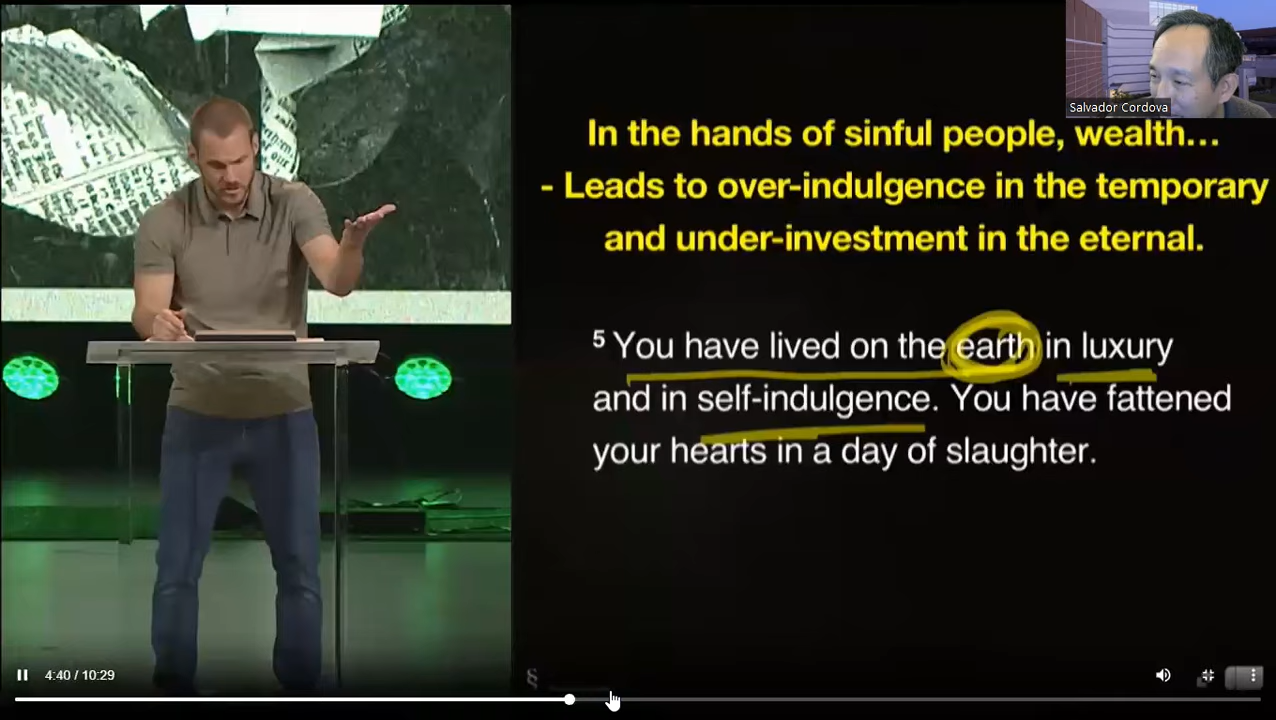 Salvador Cordova
In the hands of sinful people, wealth...
- Leads to over-indulgence in the temporary
and under-investment in the eternal.
5 You have lived on the earth in luxury
and in self-indulgence. You have fattened
your hearts in a day of slaughter.
4:40 / 10:29